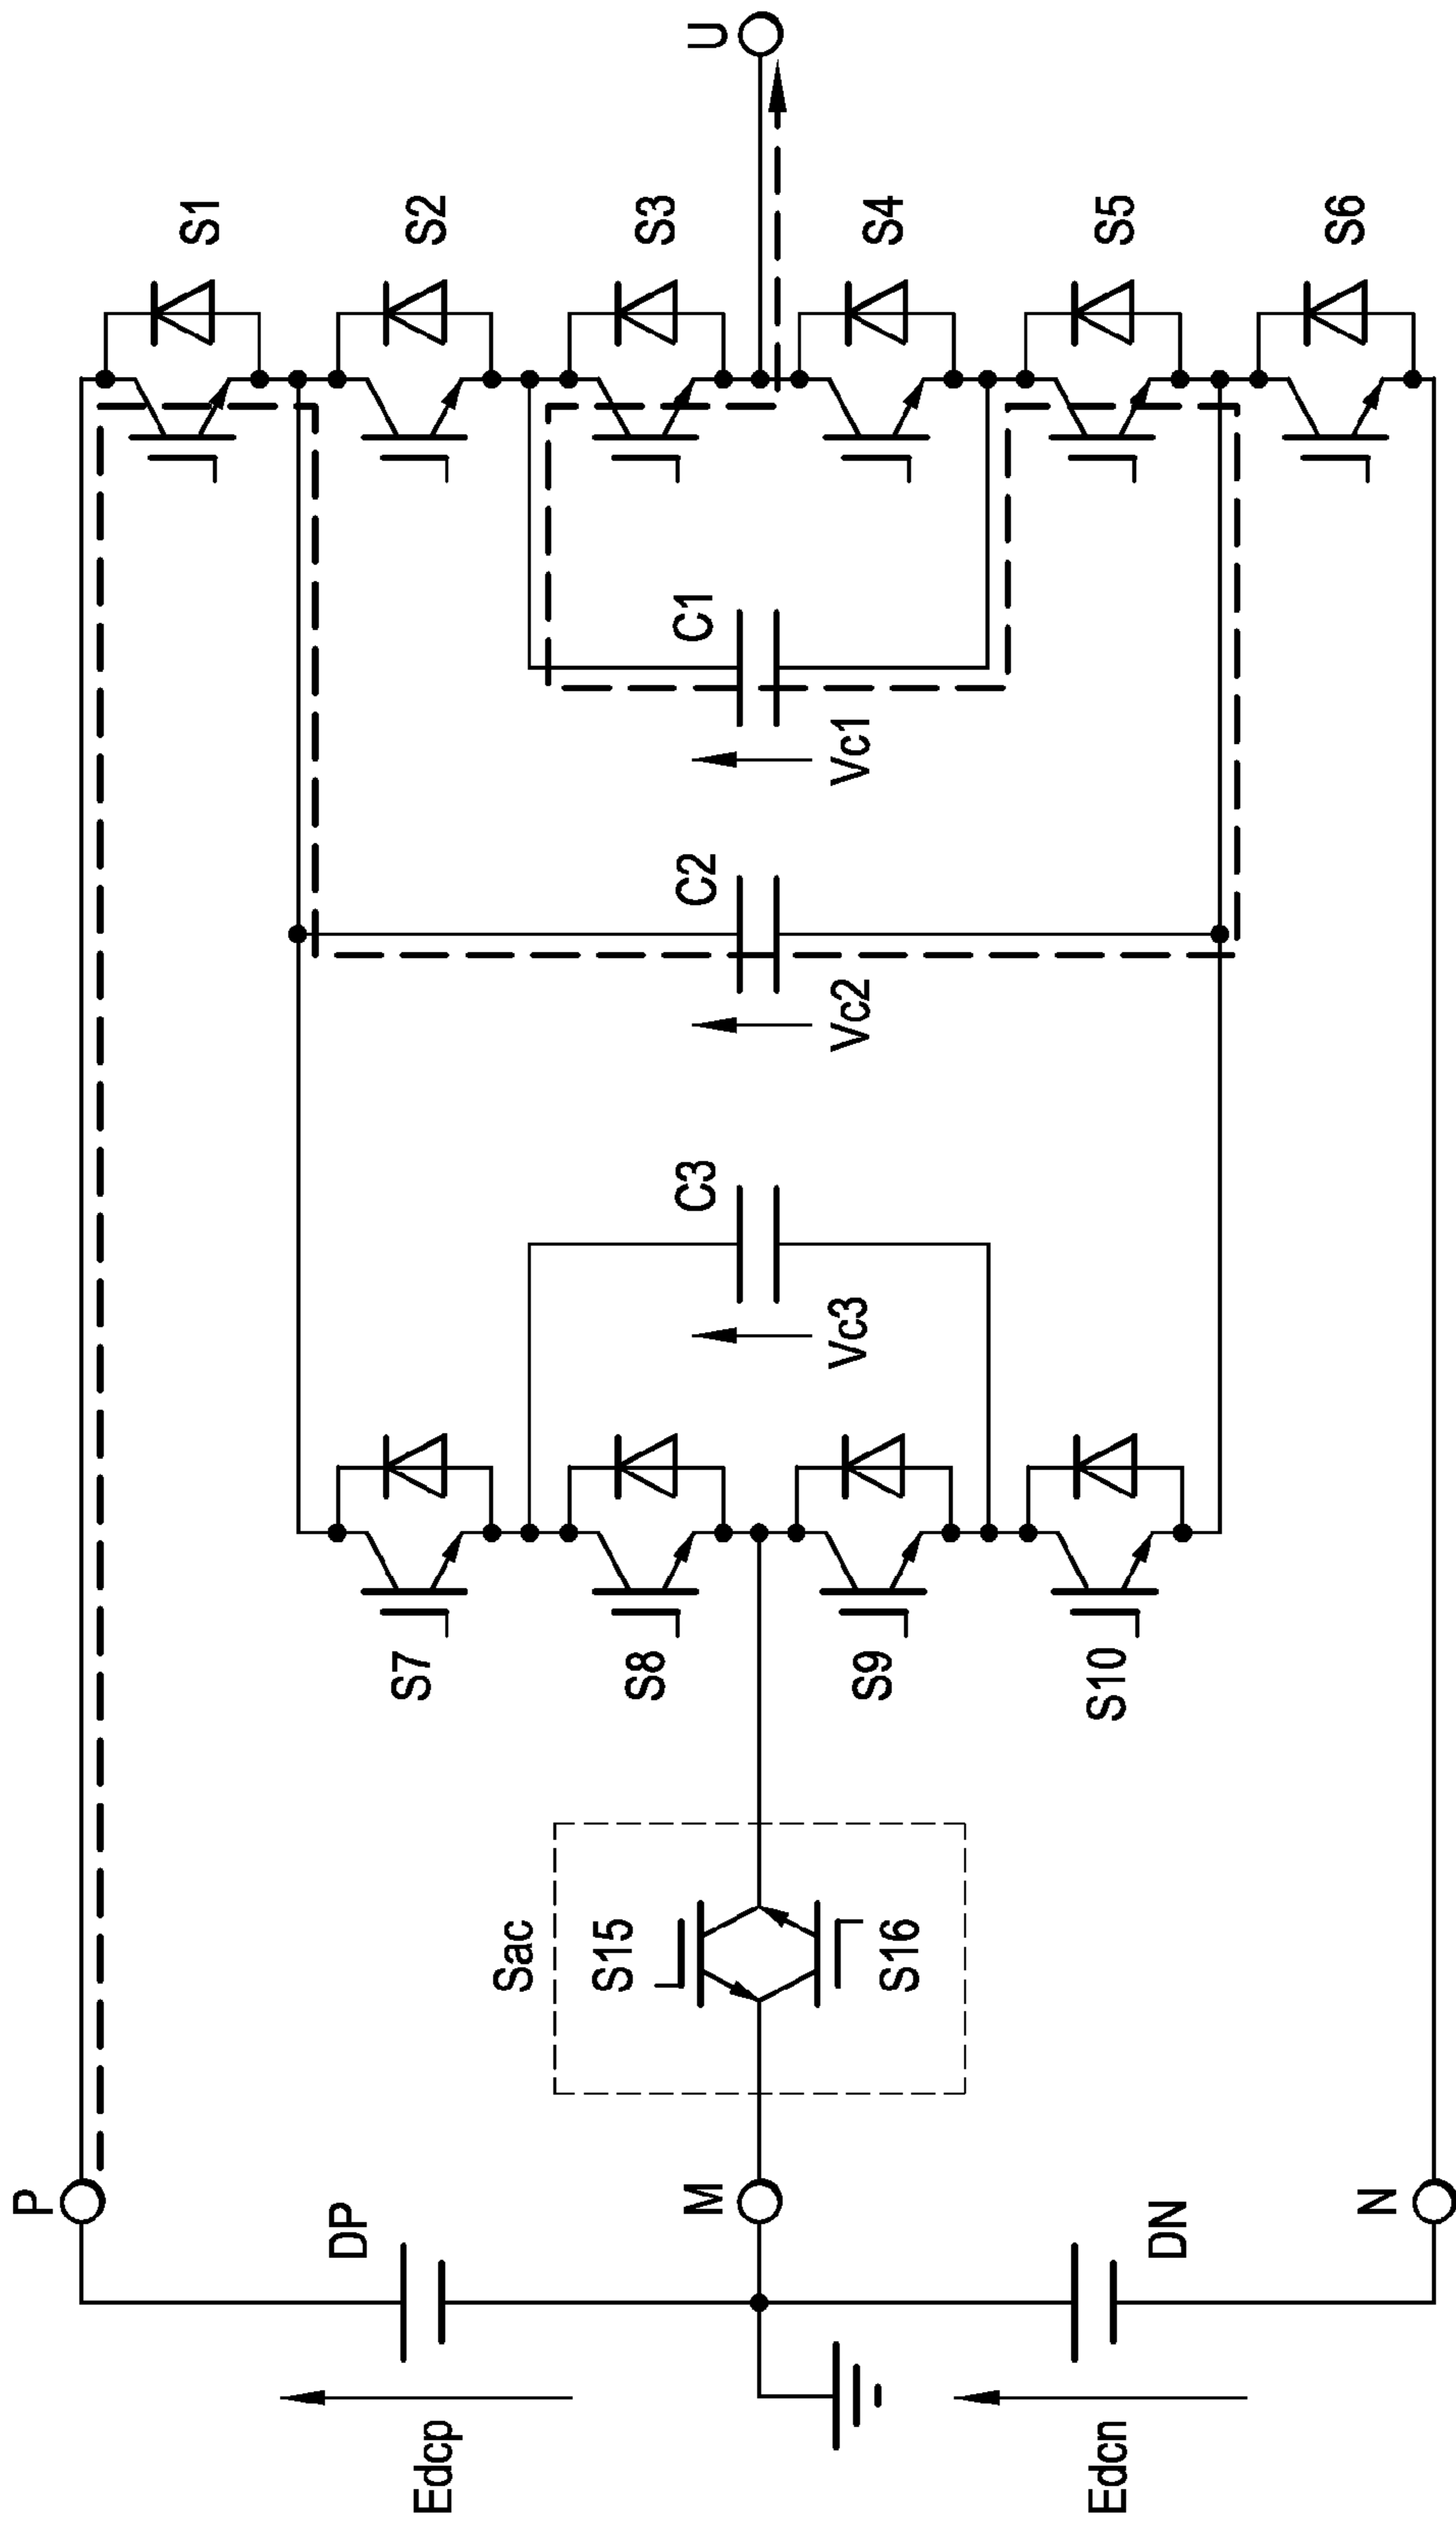 P
M
N
DP
DN
Edcp
Edcn
Sac
S15
S16
S7
S8
S9
S10
C3
Vc3
C2
Vc2
C1
Vc1
S1
S2
S3
S4
S5
S6
U